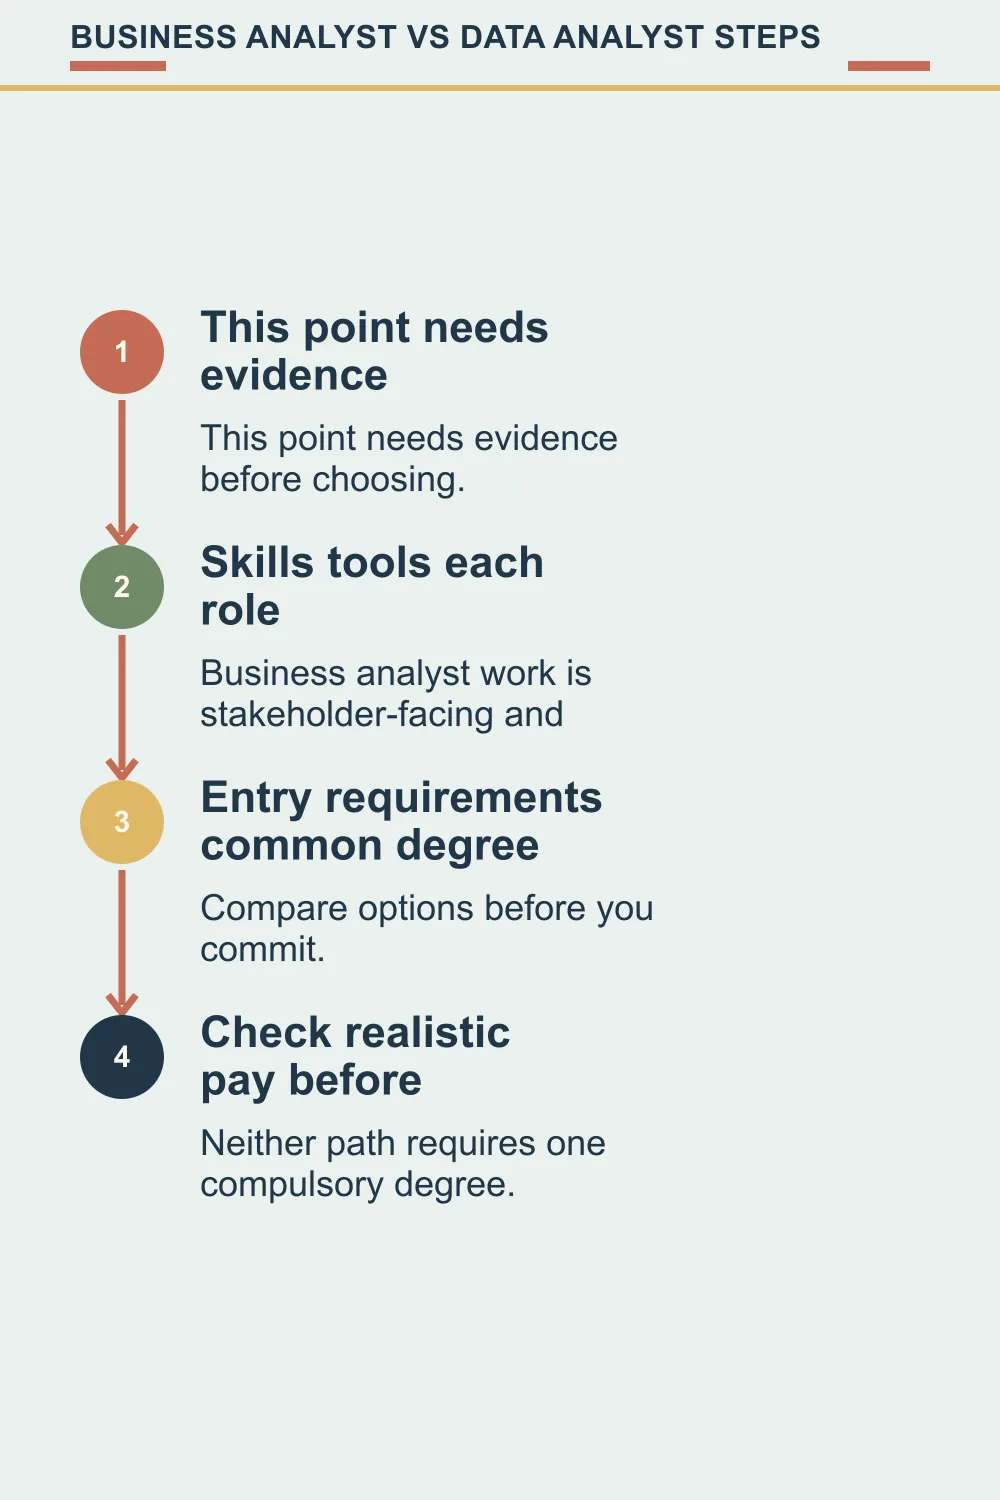 BUSINESS ANALYST VS DATA ANALYST STEPS
1
This point needs
evidence
This point needs evidence
before choosing.
2
Skills tools each
role
Business analyst work is
stakeholder-facing and
3
Entry requirements
common degree
Compare options before you
commit.
4
Check realistic
pay before
Neither path requires one
compulsory degree.